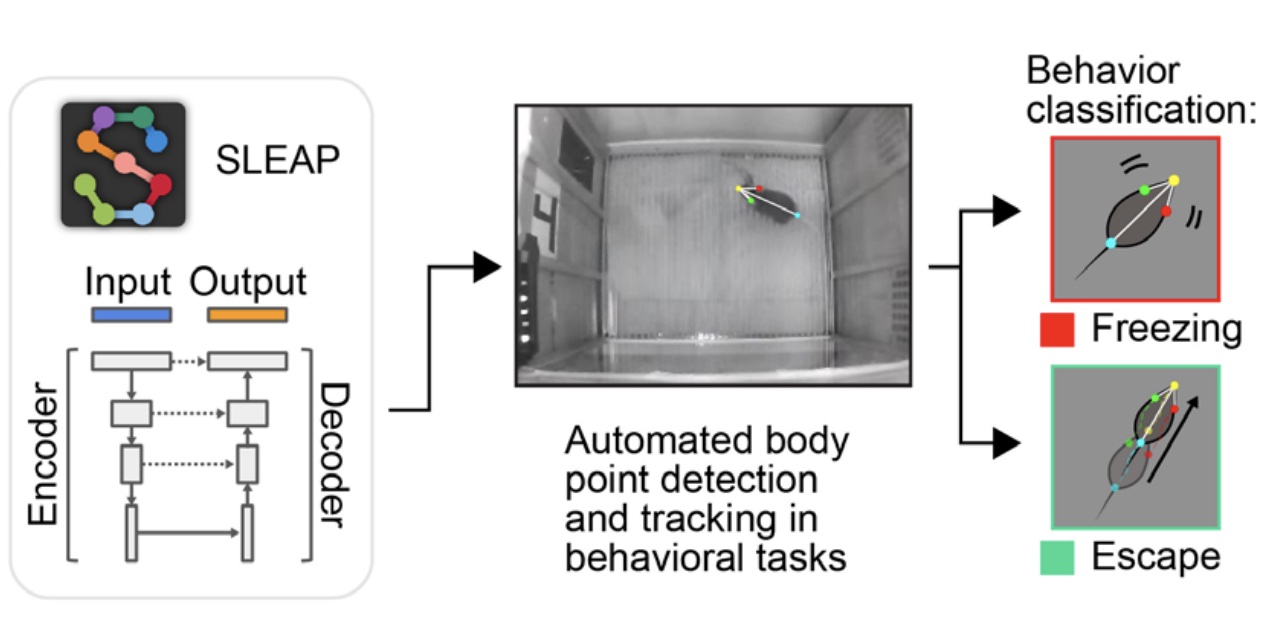 SLEAP
Input Output
Encoder
Decoder
Automated body
point detection
and tracking in
behavioral tasks
Behavior
classification:
Freezing
Escape